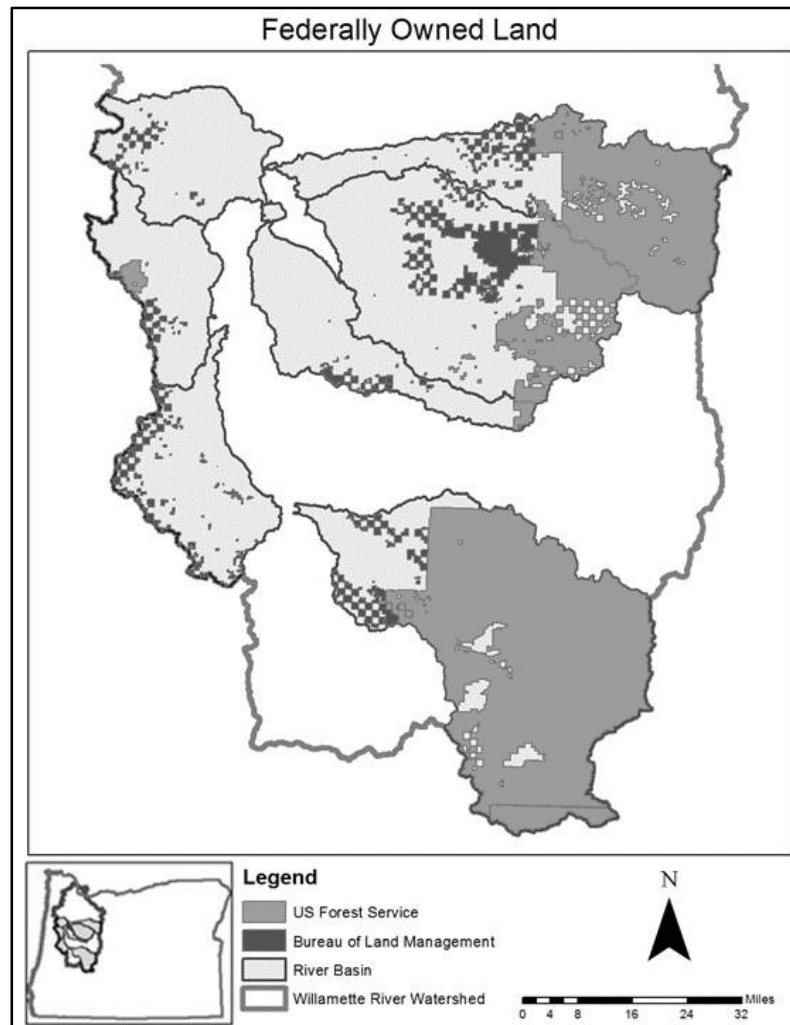 Federally Owned Land
Legend
US Forest Service
Bureau of Land Management
River Basin
Willamette River Watershed
N
Miles
0 4 8 16 24 32